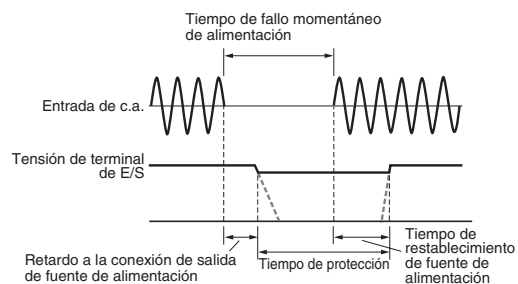 Tiempo de fallo momentáneo
de alimentación
Entrada de c.a.
Tensión de terminal
de E/S
Retardo a la conexión de salida
de fuente de alimentación
Tiempo de protección
Tiempo de
restablecimiento
de fuente de
alimentación